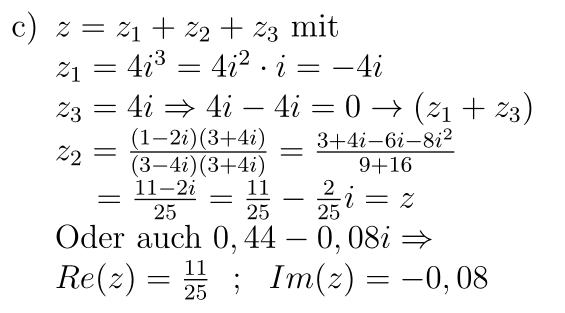 c) z = z₁ + z₂ + z₃ mit
z₁ = 4i³ = 4i² · i = −4i
z₃ = 4i ⇒ 4i − 4i = 0 → (z₁ + z₃)
z₂ = (1−2i)(3+4i)/(3−4i)(3+4i) = 3+4i−6i−8i²/9+16
= 11−2i/25 = 11/25 − 2/25 i = z
Oder auch 0, 44 − 0, 08i ⇒
Re(z) = 11/25 ; Im(z) = −0, 08